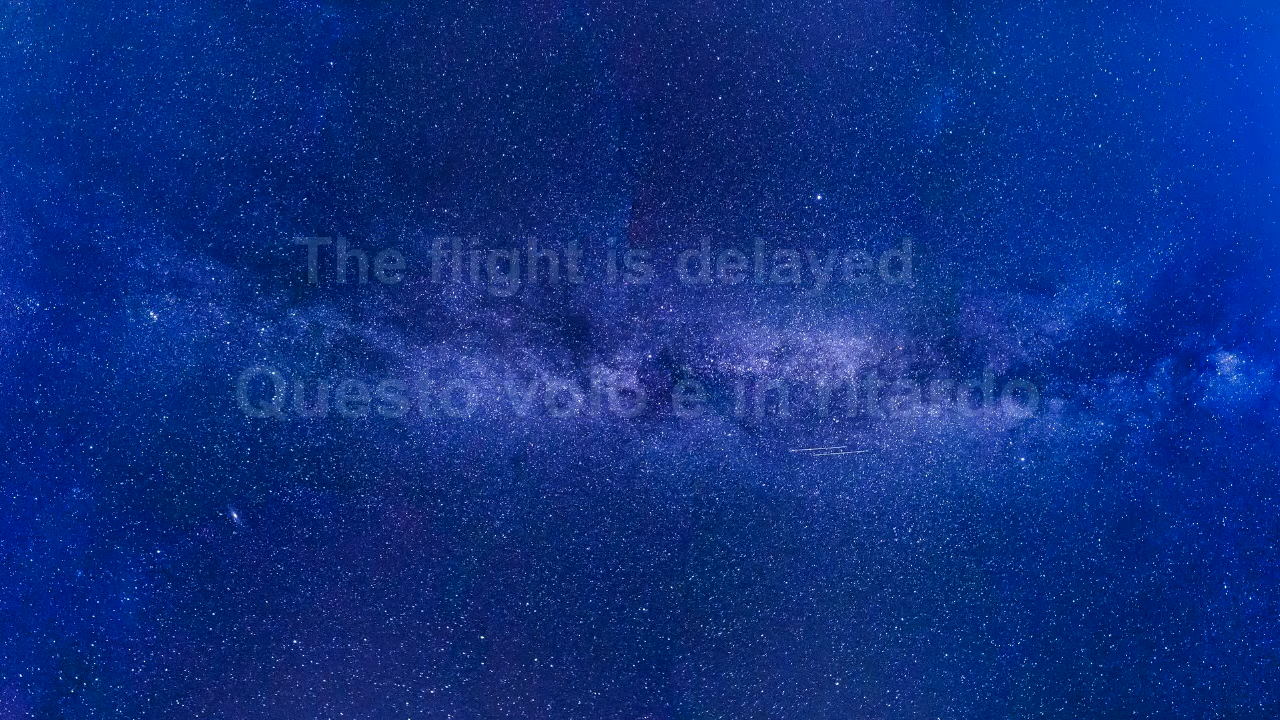 The flight is delayed
Questo volo è in ritardo.